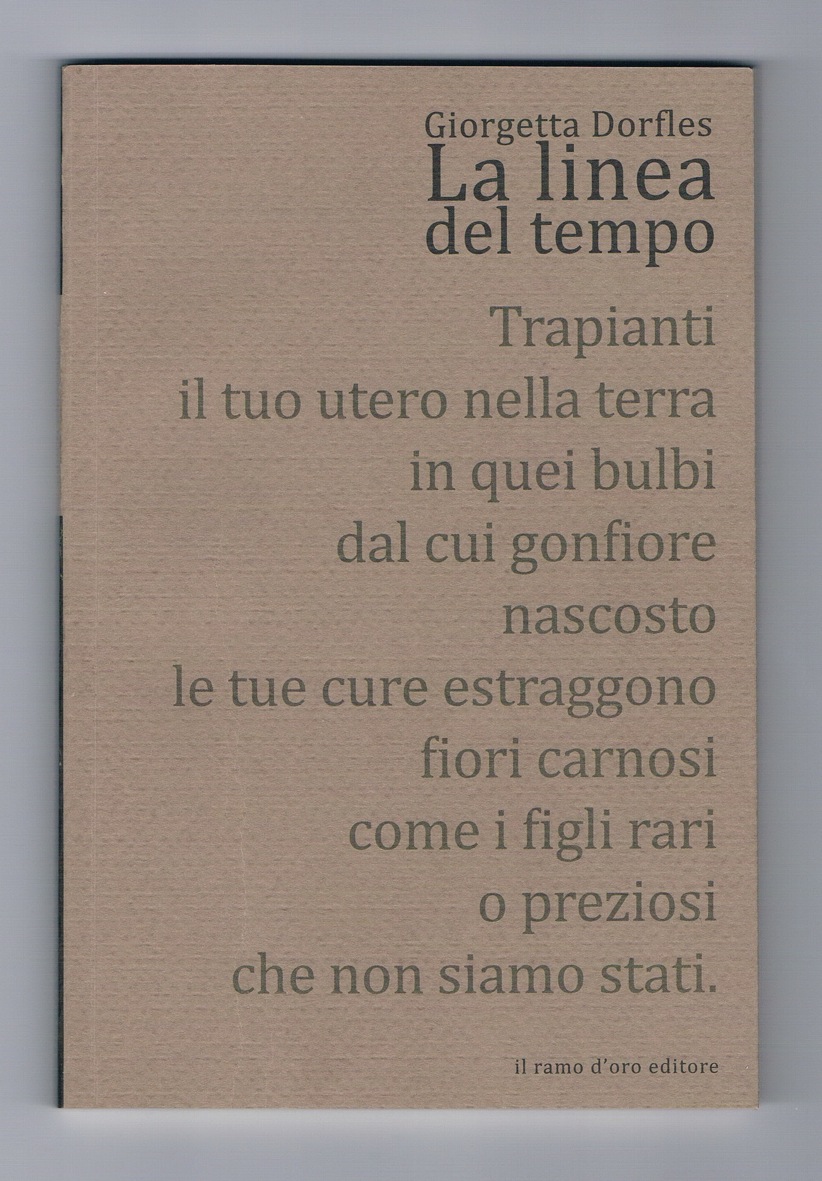 Giorgetta Dorfles
La linea
del tempo
Trapianti
il tuo utero nella terra
in quei bulbi
dal cui gonfiore
nascosto
le tue cure estraggono
fiori carnosi
come i figli rari
o preziosi
che non siamo stati.
il ramo d'oro editore